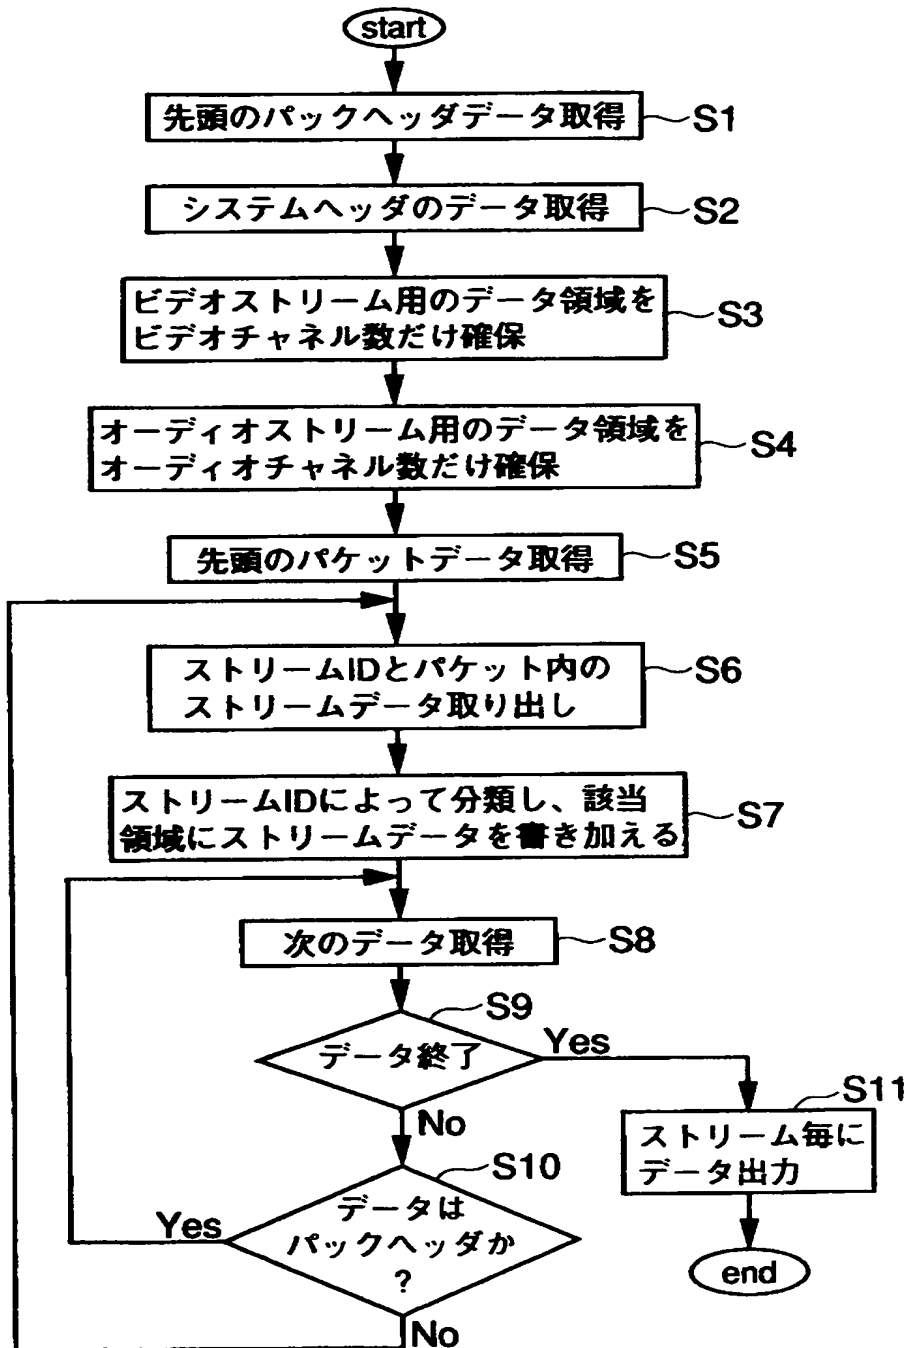 start
先頭のパックヘッダデータ取得
S1
システムヘッダのデータ取得
S2
ビデオストリーム用のデータ領域を
ビデオチャネル数だけ確保
S3
オーディオストリーム用のデータ領域を
オーディオチャネル数だけ確保
S4
先頭のパケットデータ取得
S5
ストリームIDとパケット内の
ストリームデータ取り出し
S6
ストリームIDによって分類し、該当
領域にストリームデータを書き加える
S7
次のデータ取得
S8
S9
データ終了
Yes
No
S11
ストリーム毎に
データ出力
end
S10
データは
パックヘッダか
?
Yes
No